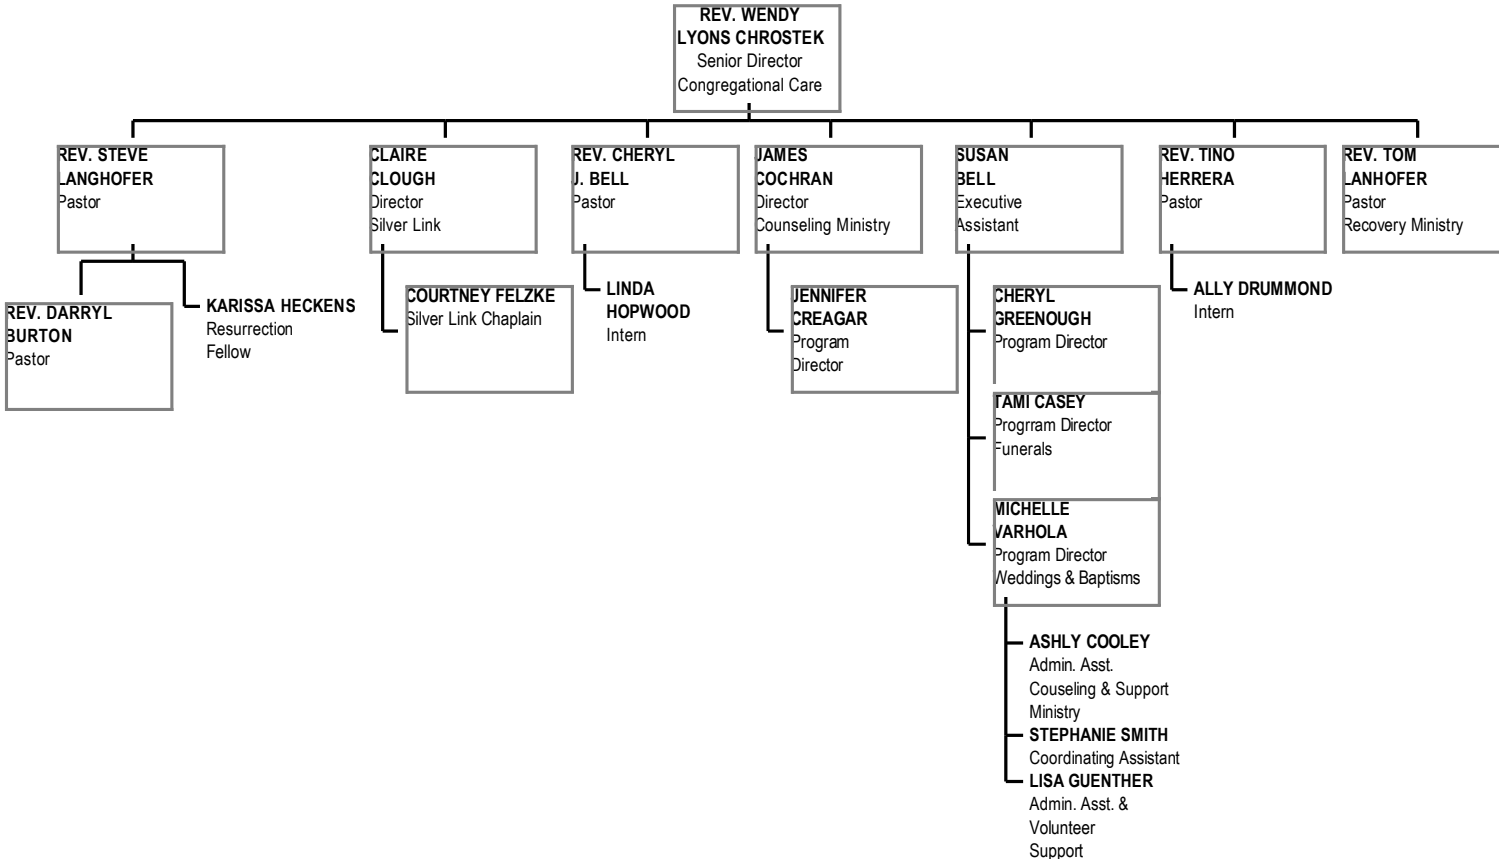 REV. WENDY
LYONS CHROSTEK
Senior Director
Congregational Care
REV. STEVE
LANGHOFER
Pastor
CLAIRE
CLOUGH
Director
Silver Link
REV. CHERYL
J. BELL
Pastor
JAMES
COCHRAN
Director
Counseling Ministry
SUSAN
BELL
Executive
Assistant
REV. TINO
HERRERA
Pastor
REV. TOM
LANHOFER
Pastor
Recovery Ministry
REV. DARRYL
BURTON
Pastor
KARISSA HECKENS
Resurrection
Fellow
COURTNEY FELZKE
Silver Link Chaplain
LINDA
HOPWOOD
Intern
JENNIFER
CREAGAR
Program
Director
CHERYL
GREENOUGH
Program Director
ALLY DRUMMOND
Intern
TAMI CASEY
Progrram Director
Funerals
MICHELLE
VARHOLA
Program Director
Weddings & Baptisms
ASHLY COOLEY
Admin. Asst.
Couseling & Support
Ministry
STEPHANIE SMITH
Coordinating Assistant
LISA GUENTHER
Admin. Asst. &
Volunteer
Support